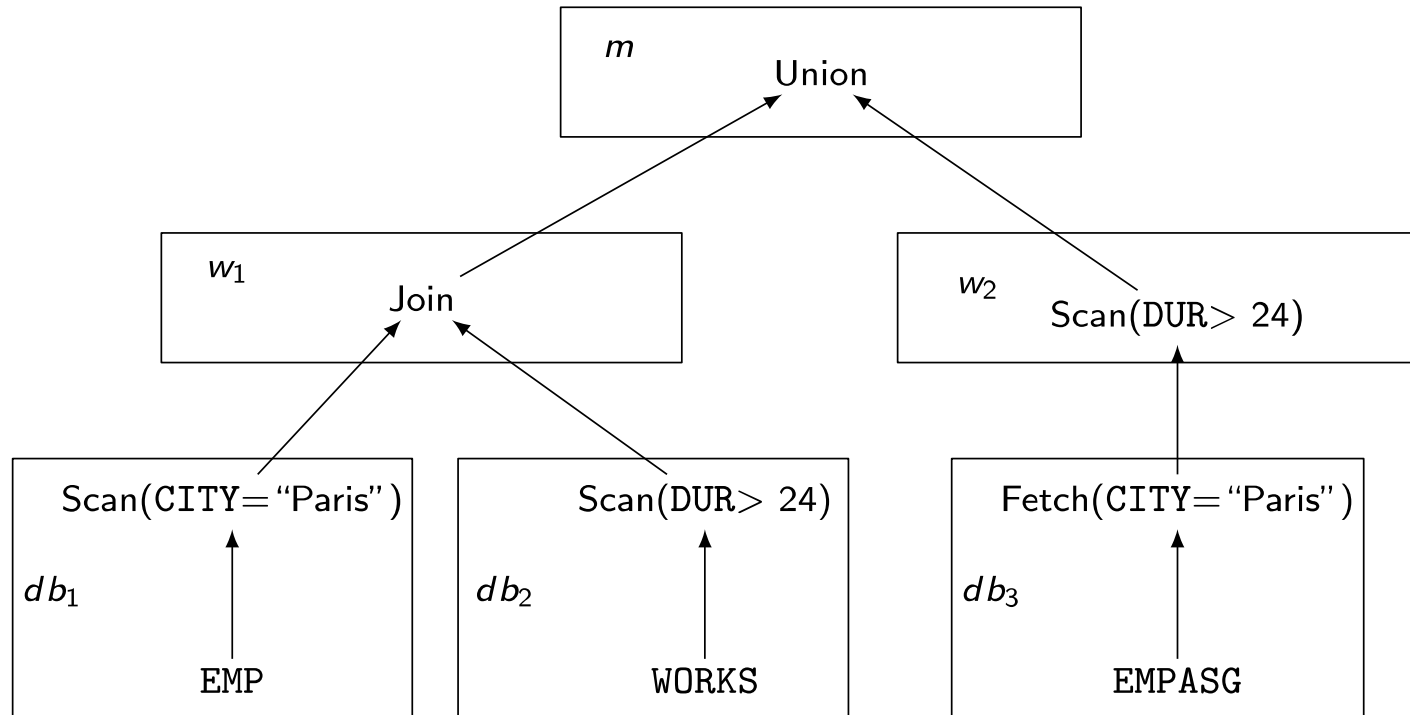 m
Union
w₁
Join
w₂
Scan(DUR> 24)
Scan(CITY=“Paris”)
Scan(DUR> 24)
Fetch(CITY=“Paris”)
db₁
db₂
db₃
EMP
WORKS
EMPASG